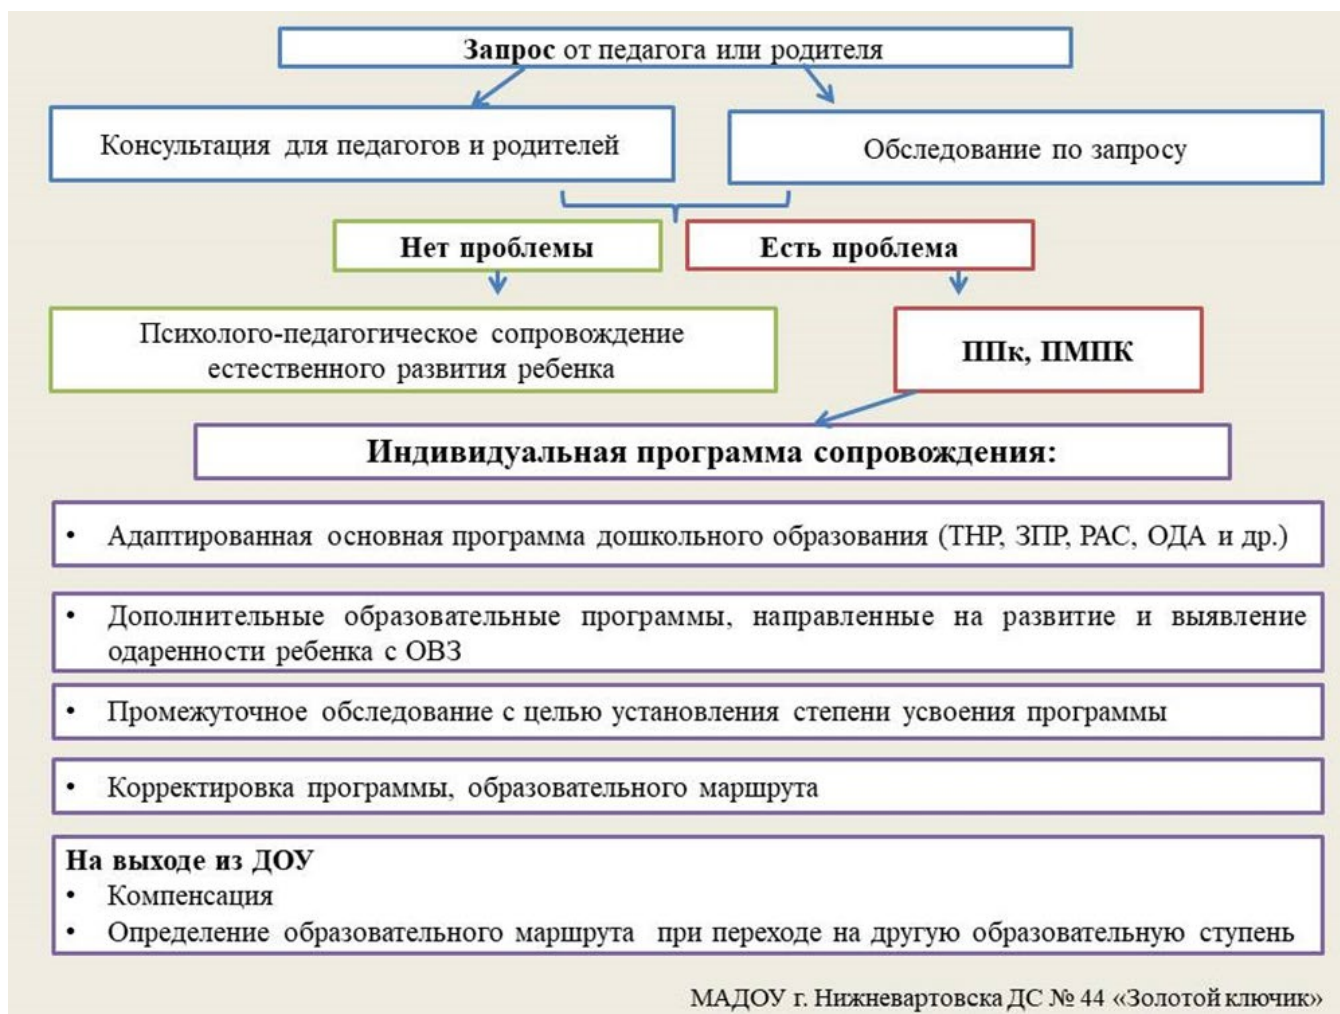 Запрос от педагога или родителя
Консультация для педагогов и родителей
Обследование по запросу
Нет проблемы
Есть проблема
Психолого-педагогическое сопровождение
естественного развития ребенка
ППк, ПМПК
Индивидуальная программа сопровождения:
• Адаптированная основная программа дошкольного образования (ТНР, ЗПР, РАС, ОДА и др.)
• Дополнительные образовательные программы, направленные на развитие и выявление
одаренности ребенка с ОВЗ
• Промежуточное обследование с целью установления степени усвоения программы
• Корректировка программы, образовательного маршрута
На выходе из ДОУ
• Компенсация
• Определение образовательного маршрута при переходе на другую образовательную ступень
МАДОУ г. Нижневартовска ДС № 44 «Золотой ключик»